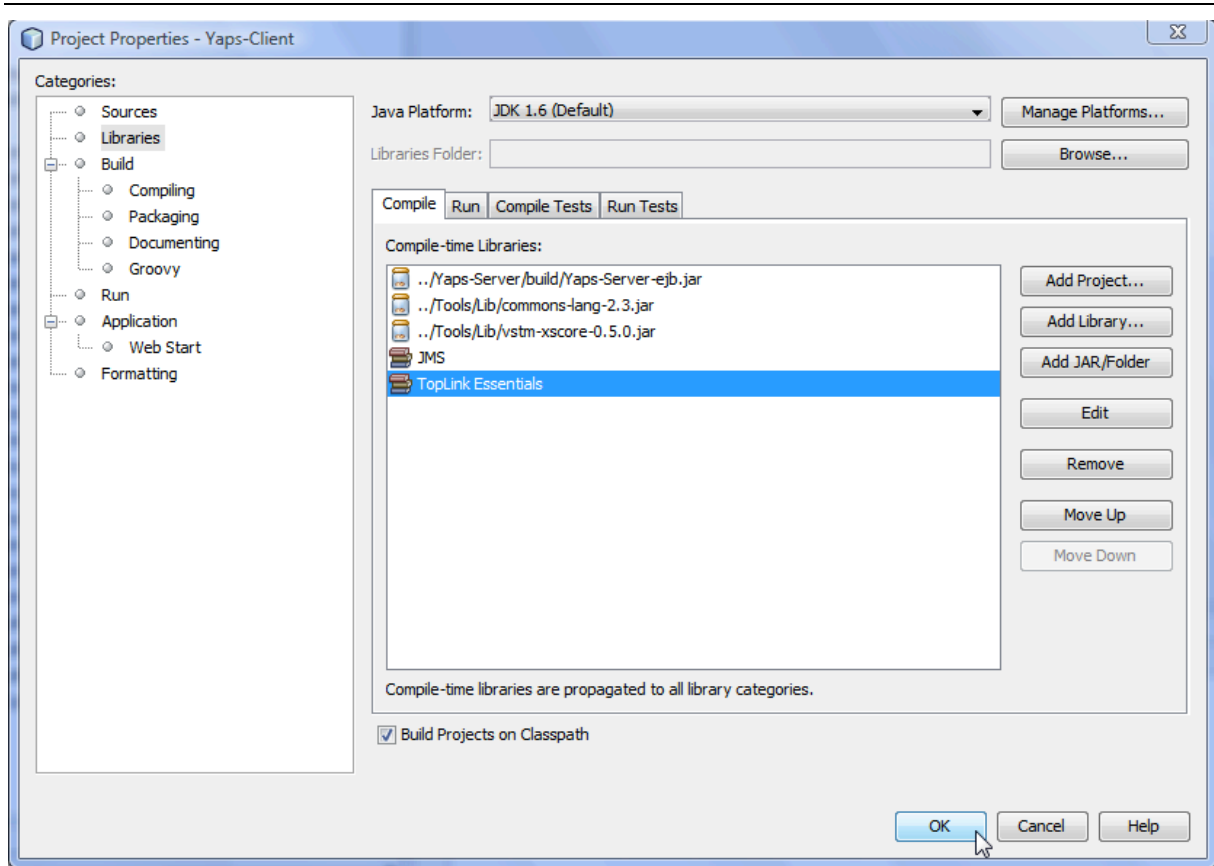 Project Properties - Yaps-Client
Categories:
Sources
Libraries
Build
Compiling
Packaging
Documenting
Groovy
Run
Application
Web Start
Formatting
Java Platform: JDK 1.6 (Default) Manage Platforms...
Libraries Folder: Browse...
Compile Run Compile Tests Run Tests
Compile-time Libraries:
../Yaps-Server/build/Yaps-Server-ejb.jar
../Tools/Lib/commons-lang-2.3.jar
../Tools/Lib/vstm-xscore-0.5.0.jar
JMS
TopLink Essentials
Add Project...
Add Library...
Add JAR/Folder
Edit
Remove
Move Up
Move Down
Compile-time libraries are propagated to all library categories.
Build Projects on Classpath
OK Cancel Help